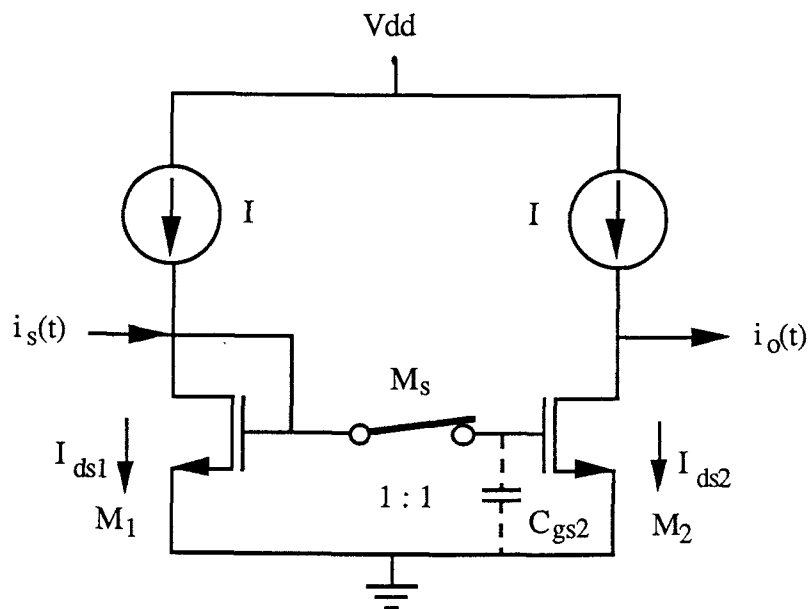 Vdd
I
I
i_s(t)
i_o(t)
M_s
I_ds1
1 : 1
C_gs2
I_ds2
M_1
M_2